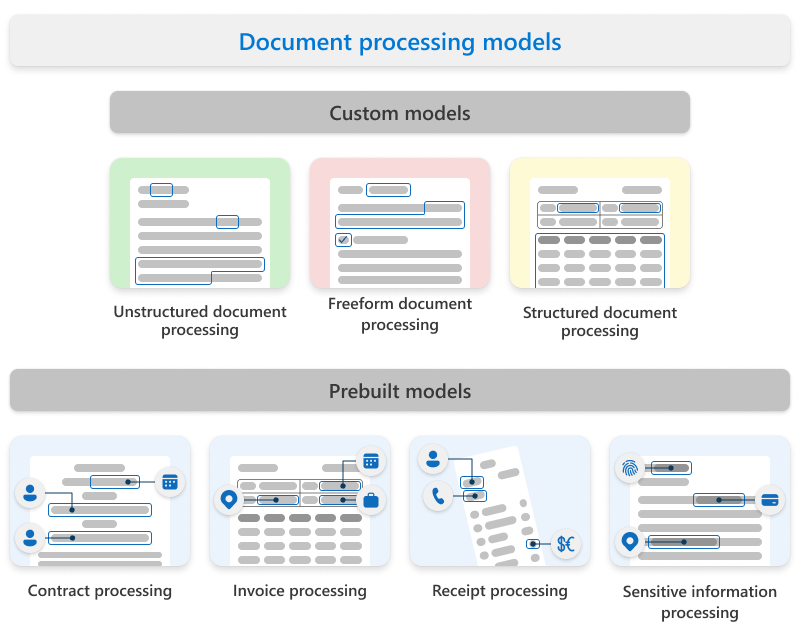 Document processing models
Custom models
Unstructured document
processing
Freeform document
processing
Structured document
processing
Prebuilt models
Contract processing
Invoice processing
Receipt processing
$€
Sensitive information
processing